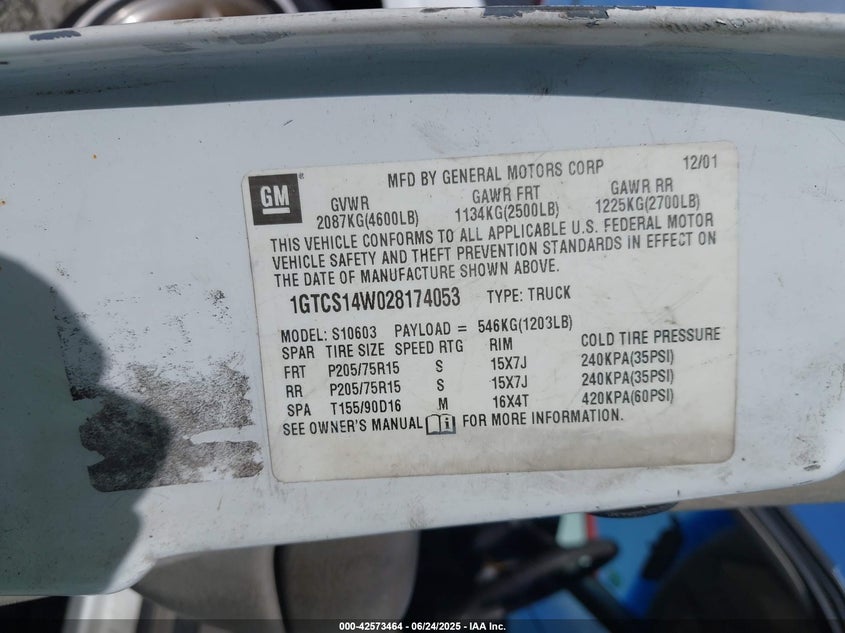 GM
®
MFD BY GENERAL MOTORS CORP 12/01
GVWR GAWR FRT GAWR RR
2087KG(4600LB) 1134KG(2500LB) 1225KG(2700LB)
THIS VEHICLE CONFORMS TO ALL APPLICABLE U.S. FEDERAL MOTOR
VEHICLE SAFETY AND THEFT PREVENTION STANDARDS IN EFFECT ON
THE DATE OF MANUFACTURE SHOWN ABOVE.
1GTCS14W028174053 TYPE: TRUCK
MODEL: S10603 PAYLOAD = 546KG(1203LB)
SPAR TIRE SIZE SPEED RTG RIM COLD TIRE PRESSURE
FRT P205/75R15 S 15X7J 240KPA(35PSI)
RR P205/75R15 S 15X7J 240KPA(35PSI)
SPA T155/90D16 M 16X4T 420KPA(60PSI)
SEE OWNER'S MANUAL i FOR MORE INFORMATION.
000-42573464 - 06/24/2025 - IAA Inc.